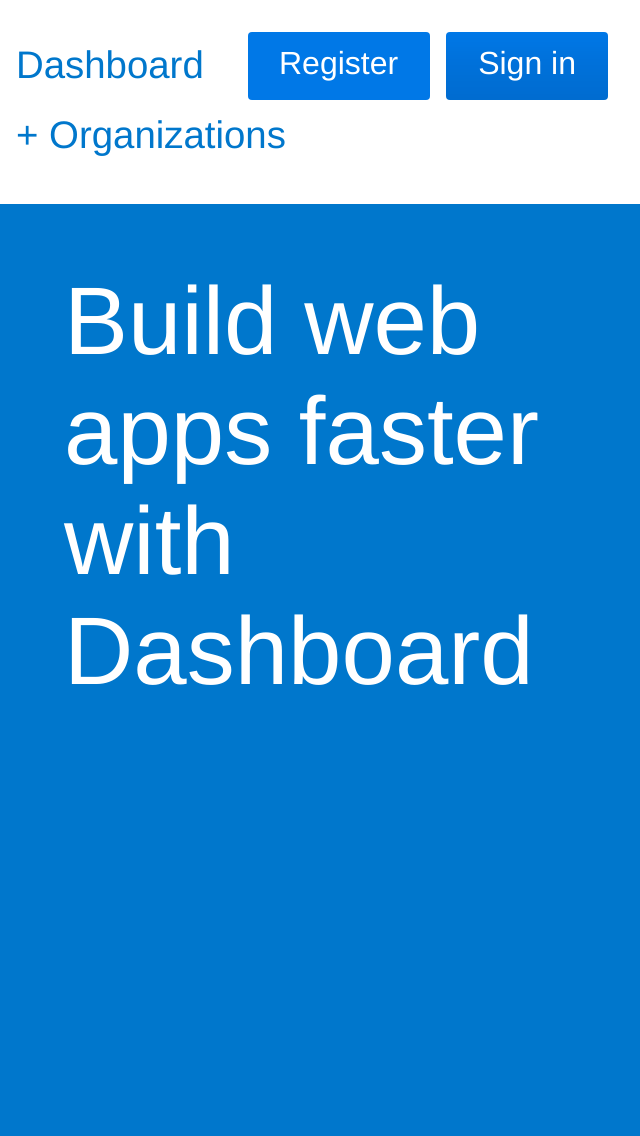 Dashboard Register Sign in
+ Organizations
Build web
apps faster
with
Dashboard